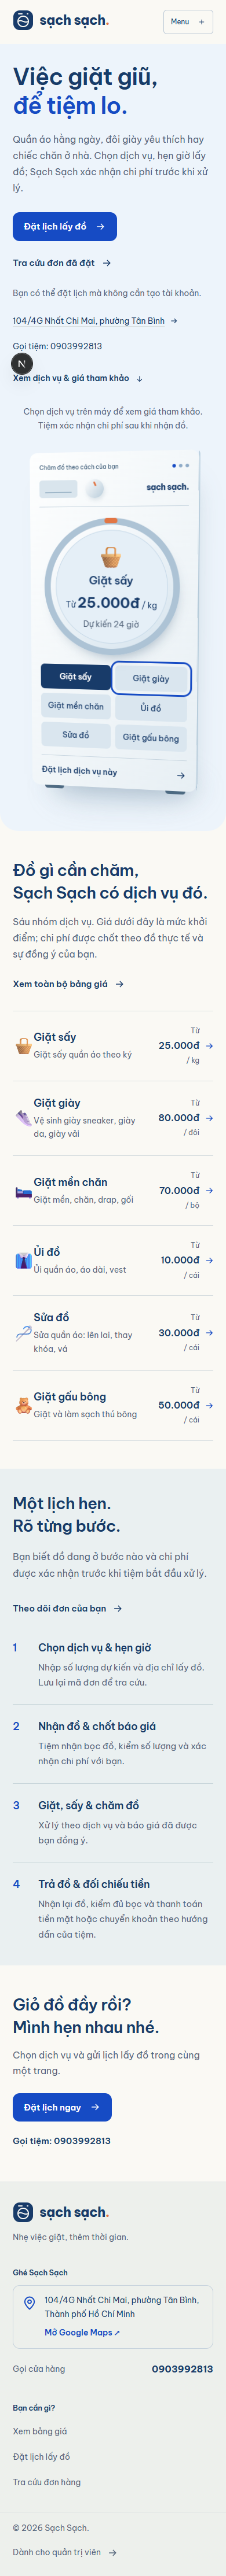 sạch sạch.
Menu +
Việc giặt giũ,
để tiệm lo.
Quần áo hằng ngày, đôi giày yêu thích hay
chiếc chăn ở nhà. Chọn dịch vụ, hẹn giờ lấy
đồ; Sạch Sạch xác nhận chi phí trước khi xử
lý.
Đặt lịch lấy đồ →
Tra cứu đơn đã đặt →
Bạn có thể đặt lịch mà không cần tạo tài khoản.
104/4G Nhất Chi Mai, phường Tân Bình →
Gọi tiệm: 0903992813
N
Xem dịch vụ & giá tham khảo ↓
Chọn dịch vụ trên máy để xem giá tham khảo.
Tiệm xác nhận chi phí sau khi nhận đồ.
Chăm đồ theo cách của bạn
sạch sạch.
Giặt sấy
Từ 25.000đ / kg
Dự kiến 24 giờ
Giặt sấy
Giặt giày
Giặt mền chăn
Ủi đồ
Sửa đồ
Giặt gấu bông
Đặt lịch dịch vụ này →
Đồ gì cần chăm,
Sạch Sạch có dịch vụ đó.
Sáu nhóm dịch vụ. Giá dưới đây là mức khởi
điểm; chi phí được chốt theo đồ thực tế và
sự đồng ý của bạn.
Xem toàn bộ bảng giá →
Giặt sấy
Giặt sấy quần áo theo ký
Từ
25.000đ →
/ kg
Giặt giày
Vệ sinh giày sneaker, giày
da, giày vải
Từ
80.000đ →
/ đôi
Giặt mền chăn
Giặt mền, chăn, drap, gối
Từ
70.000đ →
/ bộ
Ủi đồ
Ủi quần áo, áo dài, vest
Từ
10.000đ →
/ cái
Sửa đồ
Sửa quần áo: lên lai, thay
khóa, vá
Từ
30.000đ →
/ cái
Giặt gấu bông
Giặt và làm sạch thú bông
Từ
50.000đ →
/ cái
Một lịch hẹn.
Rõ từng bước.
Bạn biết đồ đang ở bước nào và chi phí
được xác nhận trước khi tiệm bắt đầu xử lý.
Theo dõi đơn của bạn →
1 Chọn dịch vụ & hẹn giờ
Nhập số lượng dự kiến và địa chỉ lấy đồ.
Lưu lại mã đơn để tra cứu.
2 Nhận đồ & chốt báo giá
Tiệm nhận bọc đồ, kiểm số lượng và xác
nhận chi phí với bạn.
3 Giặt, sấy & chăm đồ
Xử lý theo dịch vụ và báo giá đã được
bạn đồng ý.
4 Trả đồ & đối chiếu tiền
Nhận lại đồ, kiểm đủ bọc và thanh toán
tiền mặt hoặc chuyển khoản theo hướng
dẫn của tiệm.
Giỏ đồ đầy rồi?
Mình hẹn nhau nhé.
Chọn dịch vụ và gửi lịch lấy đồ trong cùng
một trang.
Đặt lịch ngay →
Gọi tiệm: 0903992813
sạch sạch.
Nhẹ việc giặt, thêm thời gian.
Ghé Sạch Sạch
104/4G Nhất Chi Mai, phường Tân Bình,
Thành phố Hồ Chí Minh
Mở Google Maps ↗
Gọi cửa hàng 0903992813
Bạn cần gì?
Xem bảng giá
Đặt lịch lấy đồ
Tra cứu đơn hàng
© 2026 Sạch Sạch.
Dành cho quản trị viên →